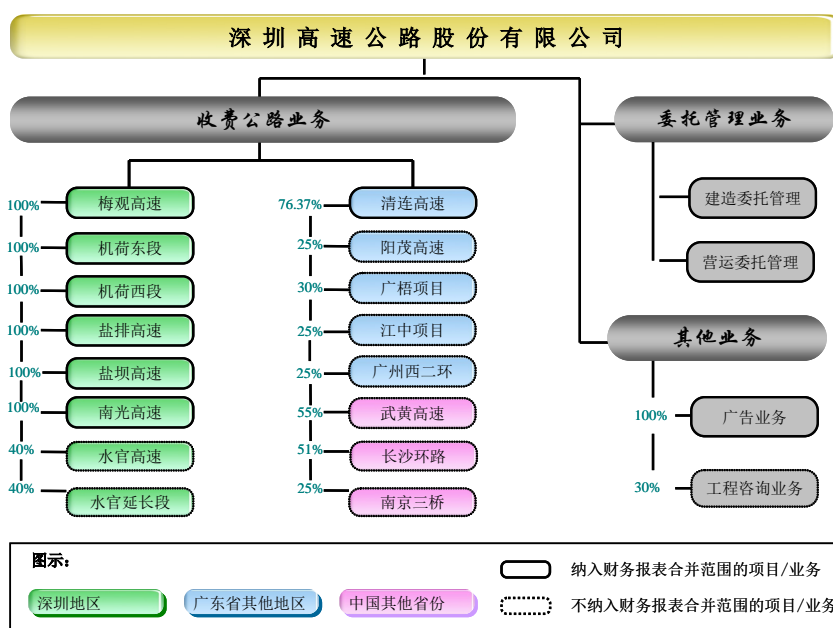 深圳高速公路股份有限公司
收费公路业务
委托管理业务
100% 梅观高速
76.37% 清连高速
建造委托管理
100% 机荷东段
25% 阳茂高速
营运委托管理
100% 机荷西段
30% 广梧项目
100% 盐排高速
25% 江中项目
其他业务
100% 盐坝高速
25% 广州西二环
100% 南光高速
55% 武黄高速
100% 广告业务
40% 水官高速
51% 长沙环路
40% 水官延长段
25% 南京三桥
30% 工程咨询业务
图示：
纳入财务报表合并范围的项目/业务
深圳地区
广东省其他地区
中国其他省份
不纳入财务报表合并范围的项目/业务